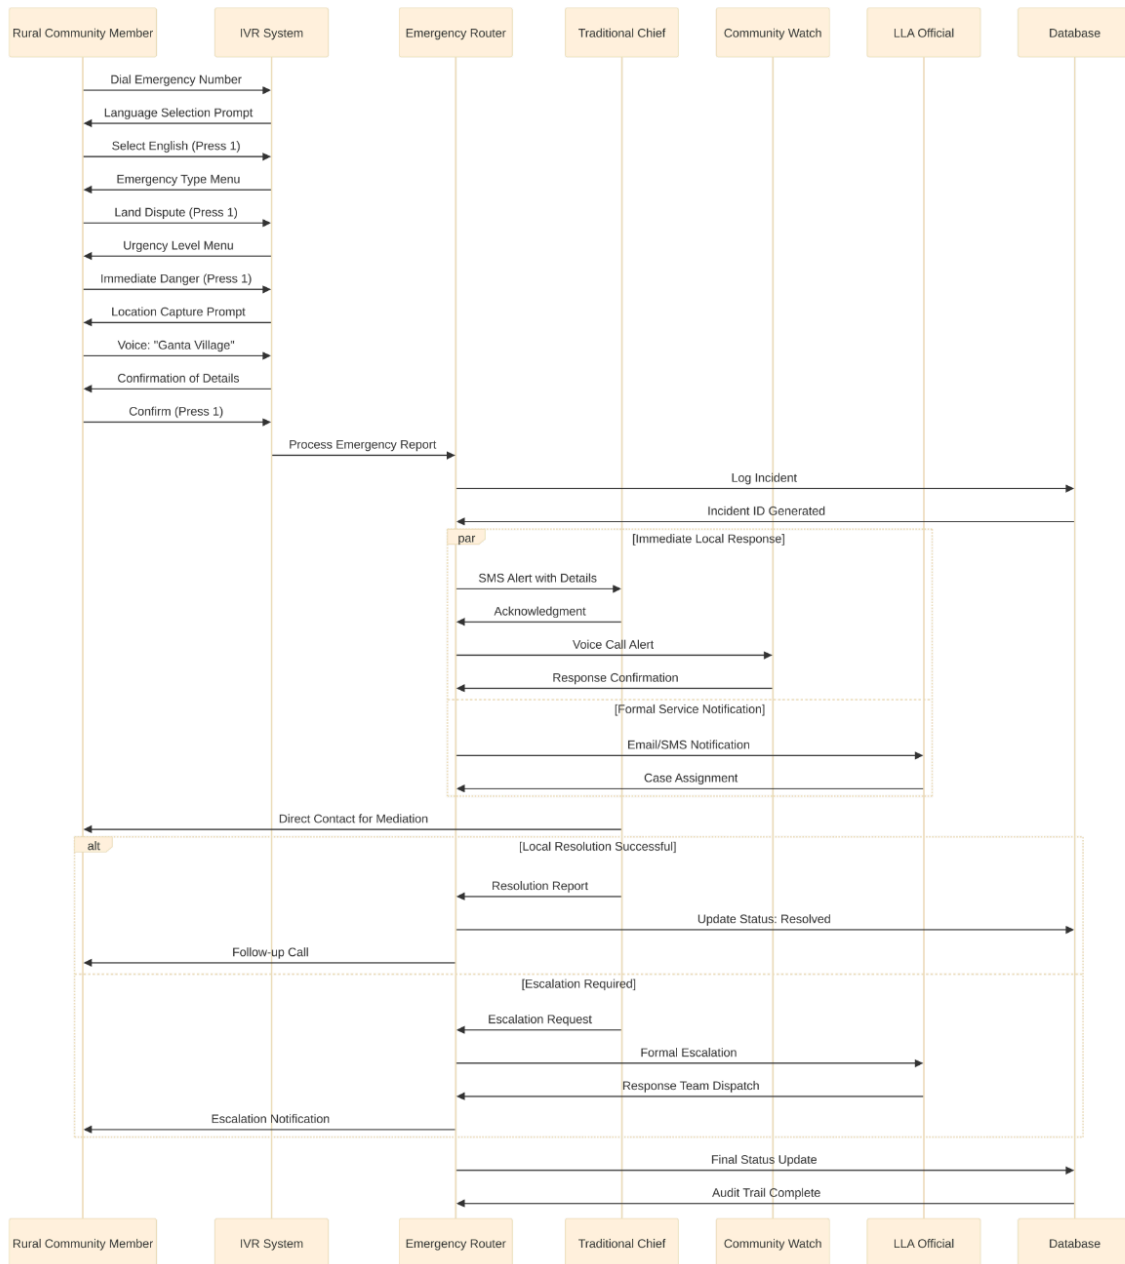 Rural Community Member
IVR System
Emergency Router
Traditional Chief
Community Watch
LLA Official
Database
Dial Emergency Number
Language Selection Prompt
Select English (Press 1)
Emergency Type Menu
Land Dispute (Press 1)
Urgency Level Menu
Immediate Danger (Press 1)
Location Capture Prompt
Voice: "Ganta Village"
Confirmation of Details
Confirm (Press 1)
Process Emergency Report
Log Incident
Incident ID Generated
par
[Immediate Local Response]
SMS Alert with Details
Acknowledgment
Voice Call Alert
Response Confirmation
[Formal Service Notification]
Email/SMS Notification
Case Assignment
Direct Contact for Mediation
alt
[Local Resolution Successful]
Resolution Report
Update Status: Resolved
Follow-up Call
[Escalation Required]
Escalation Request
Formal Escalation
Response Team Dispatch
Escalation Notification
Final Status Update
Audit Trail Complete
Rural Community Member
IVR System
Emergency Router
Traditional Chief
Community Watch
LLA Official
Database